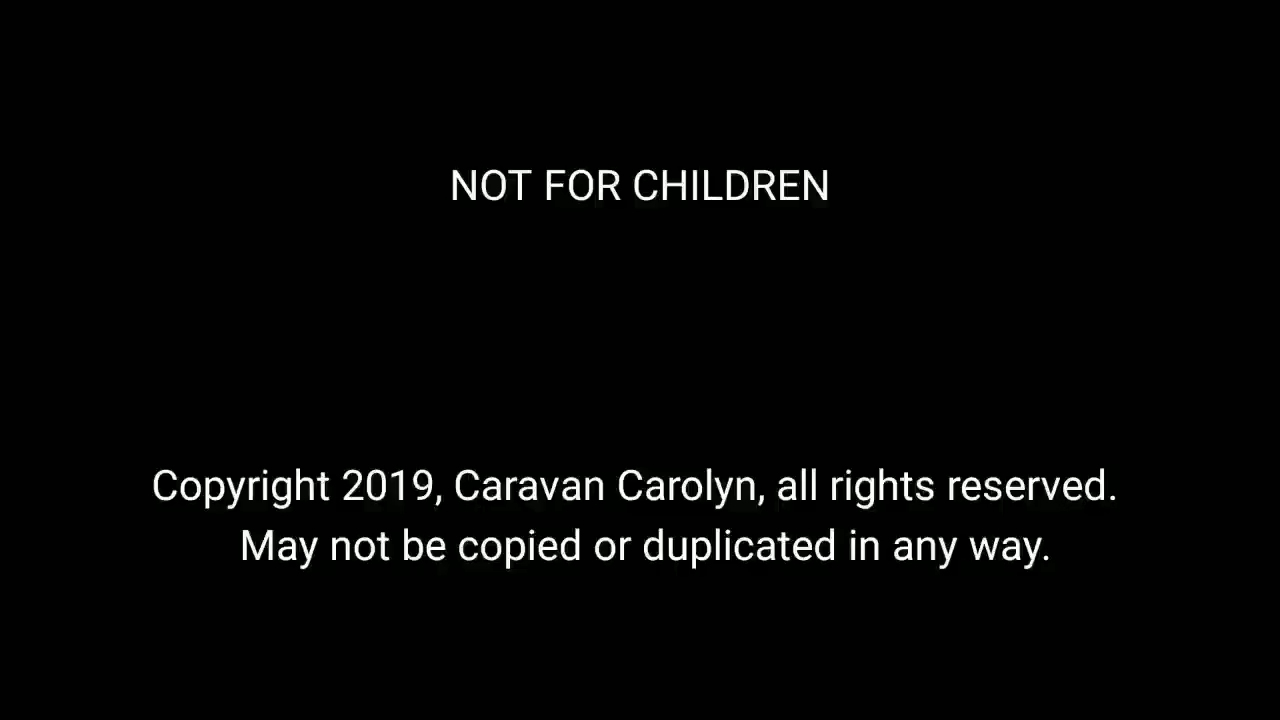 NOT FOR CHILDREN
Copyright 2019, Caravan Carolyn, all rights reserved.
May not be copied or duplicated in any way.